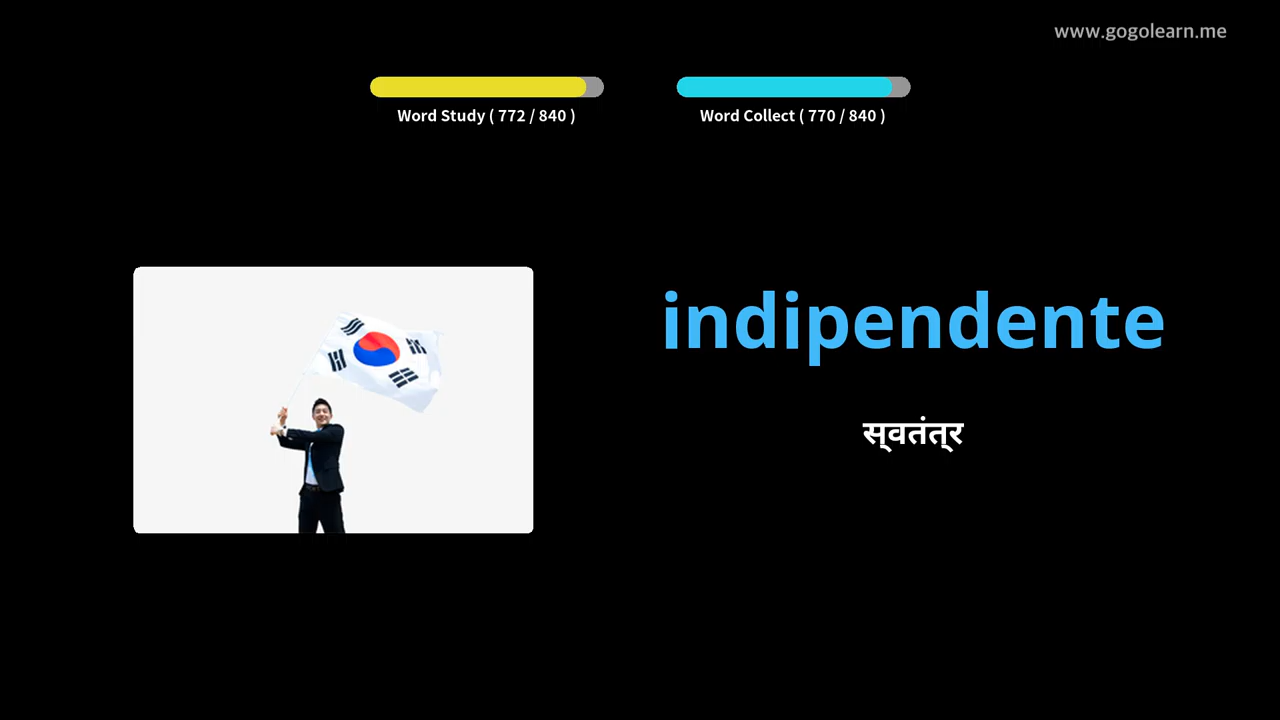 www.gogolearn.me
Word Study ( 772 / 840 )
Word Collect ( 770 / 840 )
indipendente
स्वतंत्र